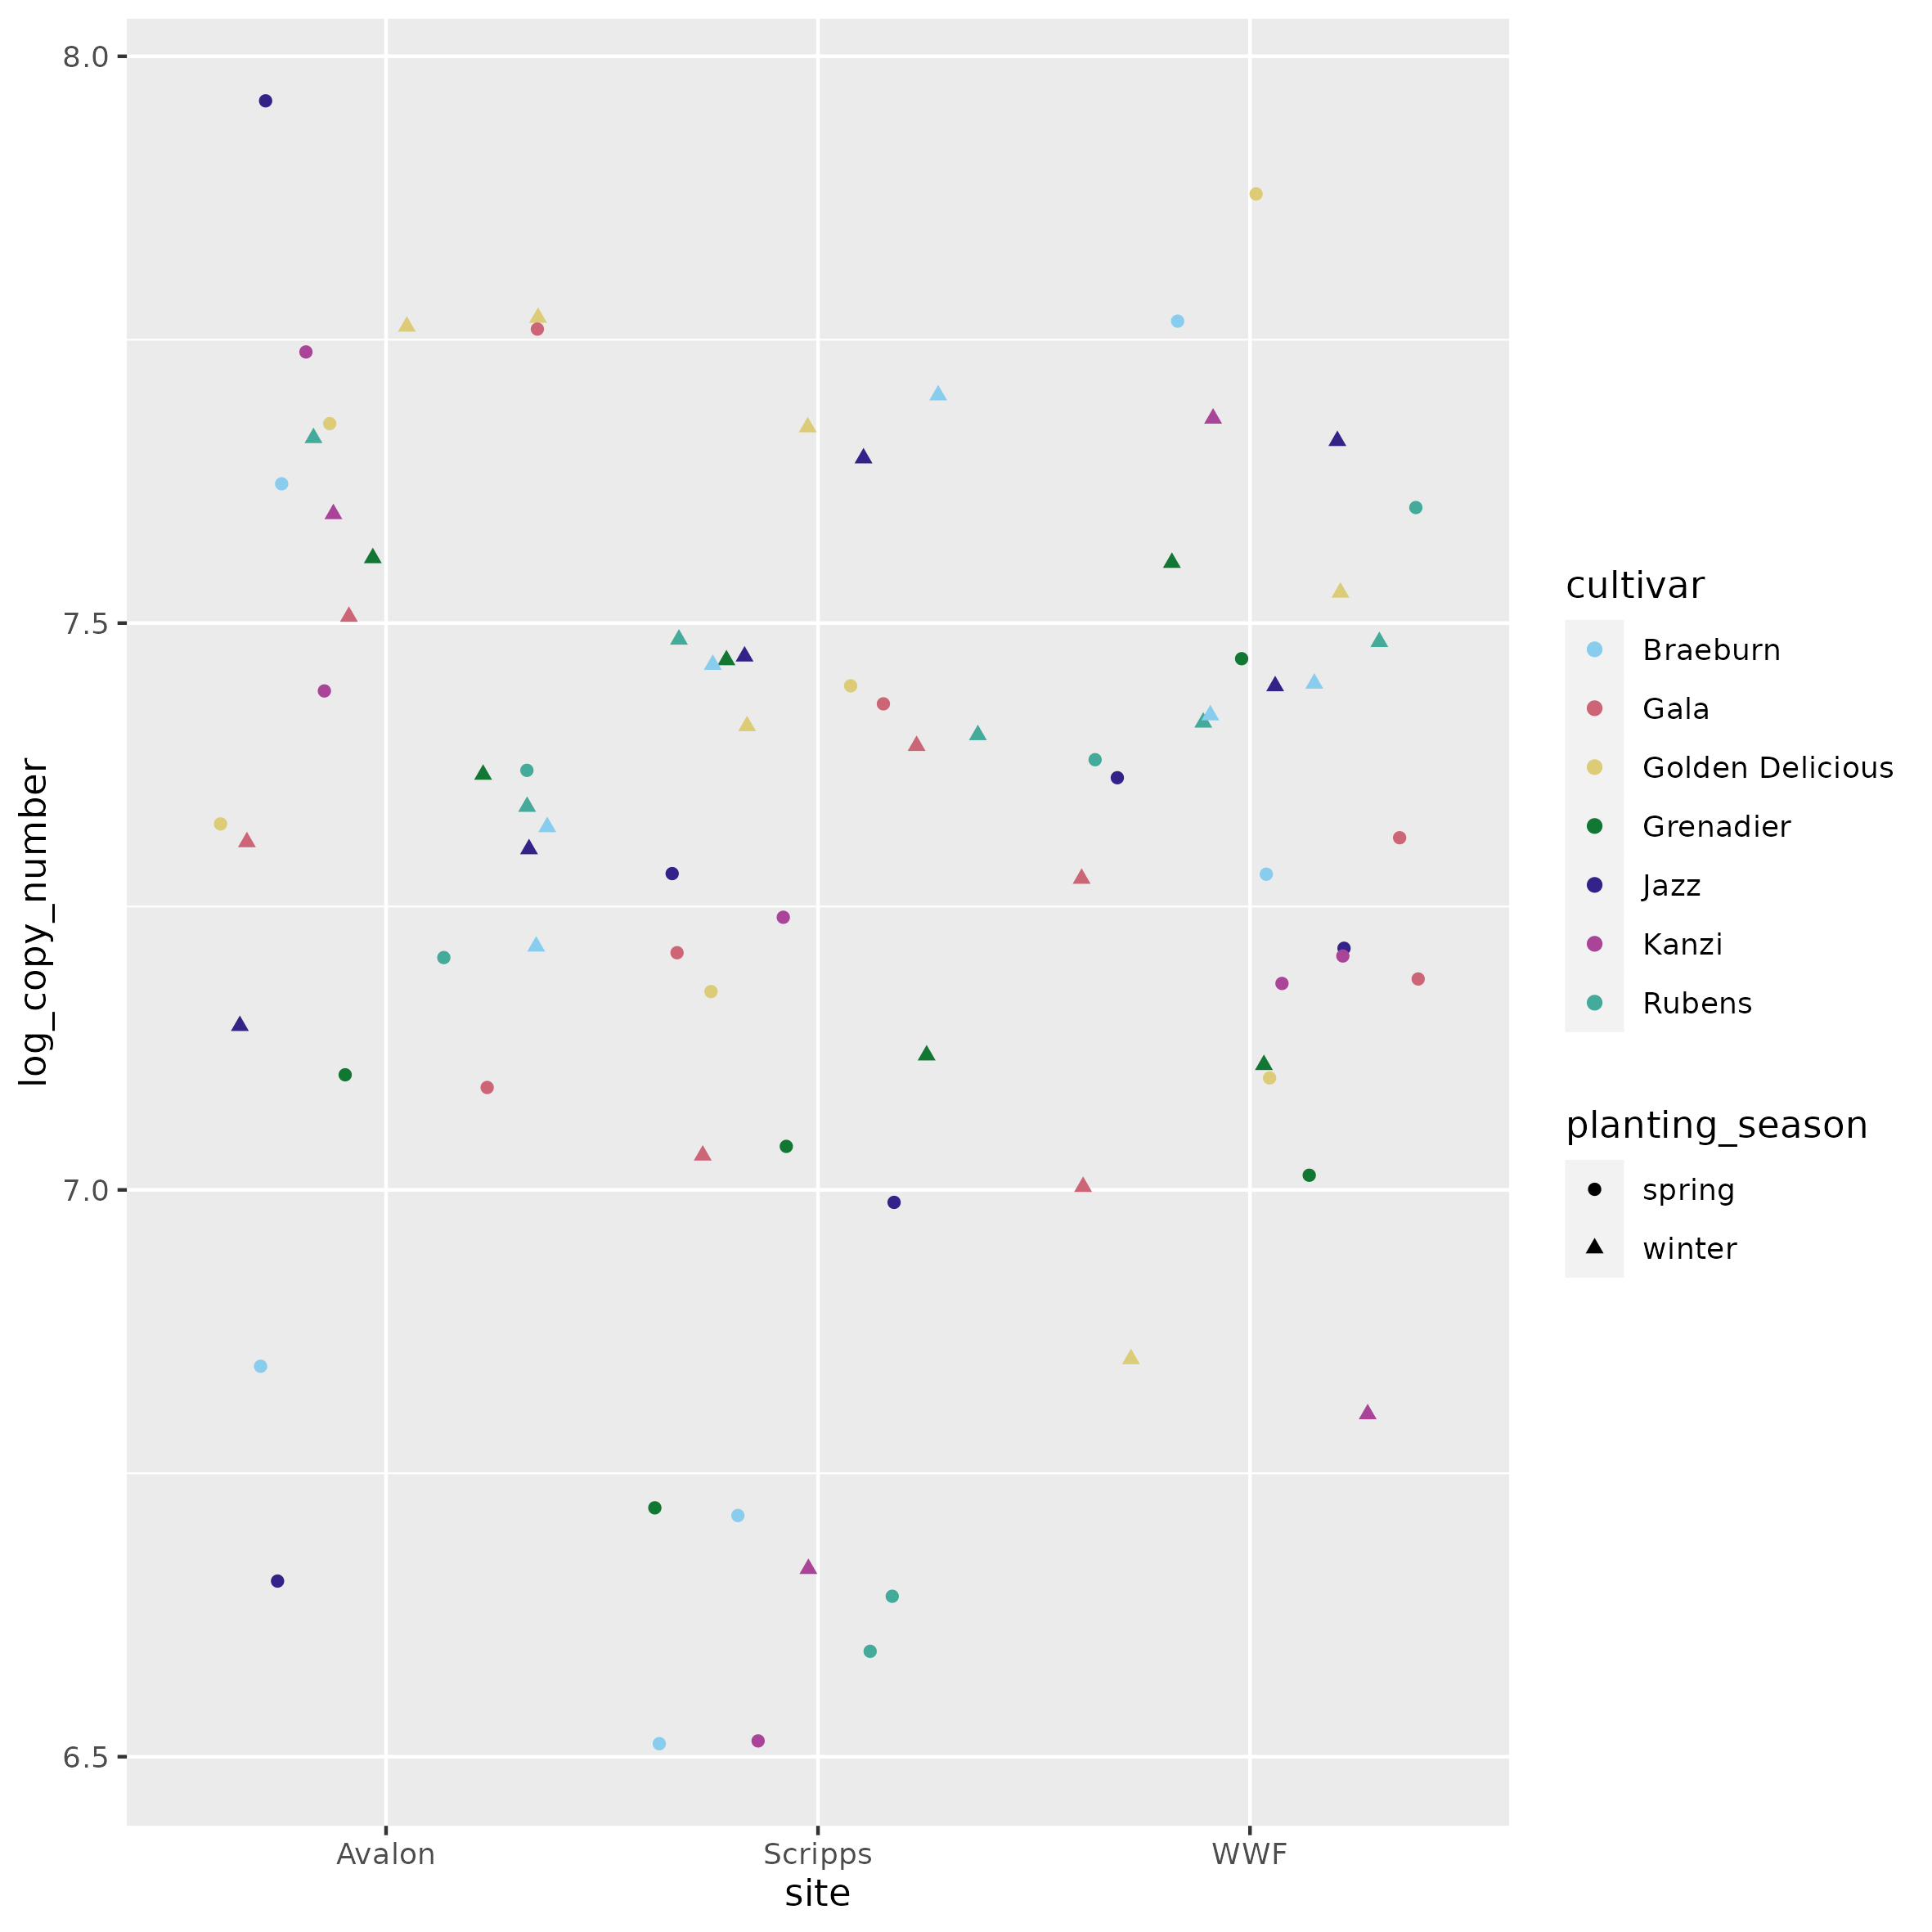 8.0
7.5
7.0
6.5
log_copy_number
Avalon
Scripps
WWF
site
cultivar
Braeburn
Gala
Golden Delicious
Grenadier
Jazz
Kanzi
Rubens
planting_season
spring
winter